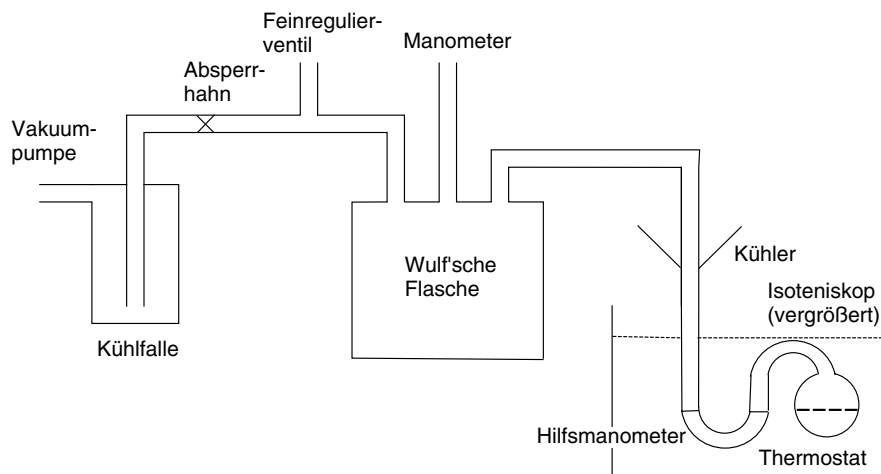 Feinregulier-
ventil
Manometer
Absperr-
hahn
Vakuum-
pumpe
Wulf'sche
Flasche
Kühler
Isoteniskop
(vergrößert)
Kühlfalle
Hilfsmanometer
Thermostat